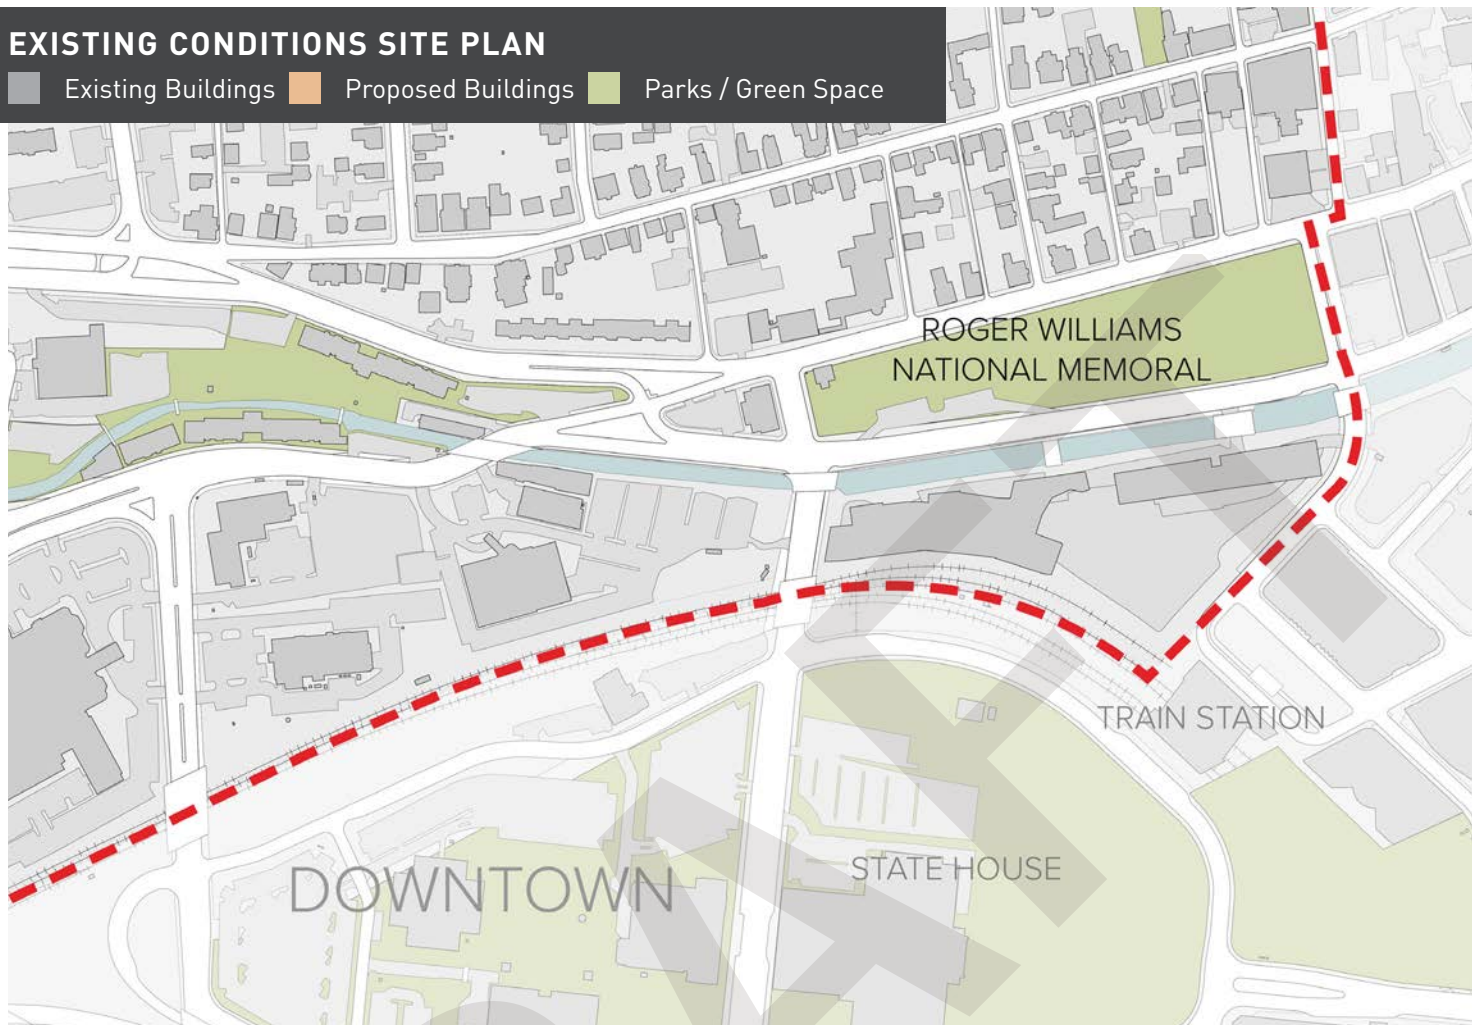 EXISTING CONDITIONS SITE PLAN
Existing Buildings Proposed Buildings Parks / Green Space
ROGER WILLIAMS
NATIONAL MEMORAL
TRAIN STATION
STATE HOUSE
DOWNTOWN
DRAFT